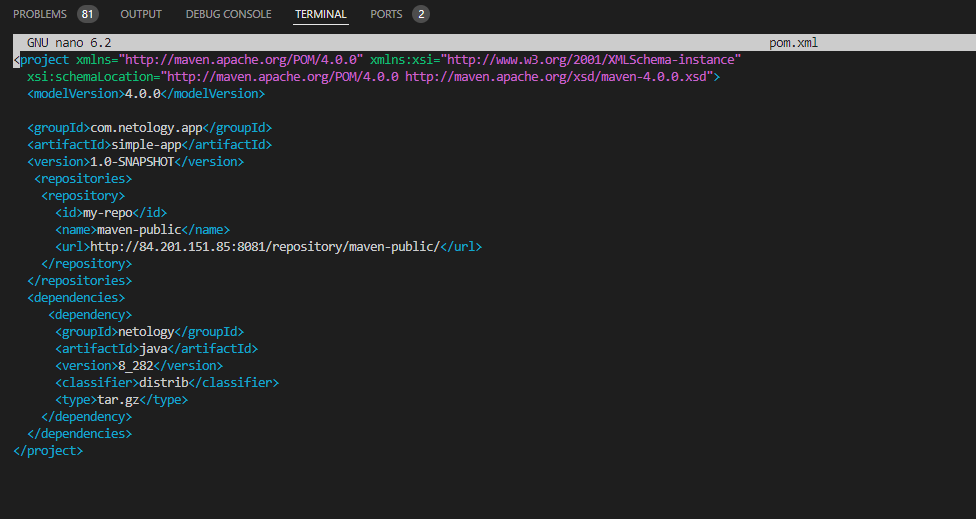 PROBLEMS 81 OUTPUT DEBUG CONSOLE TERMINAL PORTS 2
GNU nano 6.2 pom.xml
<project xmlns="http://maven.apache.org/POM/4.0.0" xmlns:xsi="http://www.w3.org/2001/XMLSchema-instance"
xsi:schemaLocation="http://maven.apache.org/POM/4.0.0 http://maven.apache.org/xsd/maven-4.0.0.xsd">
<modelVersion>4.0.0</modelVersion>
<groupId>com.netology.app</groupId>
<artifactId>simple-app</artifactId>
<version>1.0-SNAPSHOT</version>
<repositories>
<repository>
<id>my-repo</id>
<name>maven-public</name>
<url>http://84.201.151.85:8081/repository/maven-public/</url>
</repository>
</repositories>
<dependencies>
<dependency>
<groupId>netology</groupId>
<artifactId>java</artifactId>
<version>8_282</version>
<classifier>distrib</classifier>
<type>tar.gz</type>
</dependency>
</dependencies>
</project>